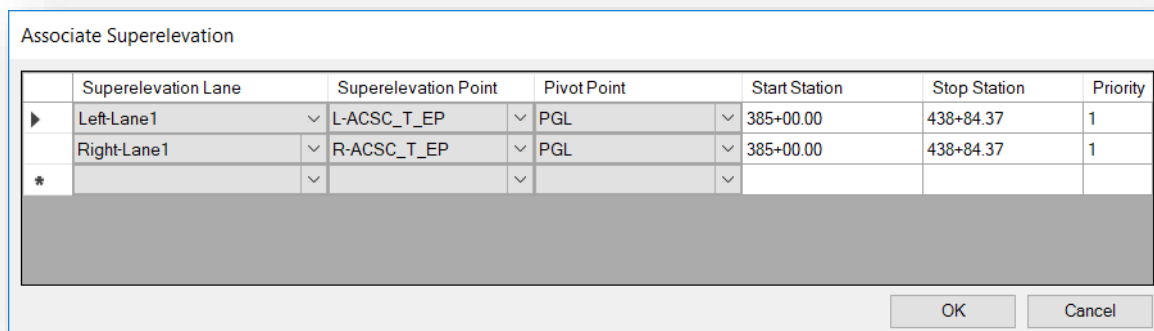 Associate Superelevation
Superelevation Lane Superelevation Point Pivot Point Start Station Stop Station Priority
Left-Lane1 L-ACSC_T_EP PGL 385+00.00 438+84.37 1
Right-Lane1 R-ACSC_T_EP PGL 385+00.00 438+84.37 1
*
OK Cancel